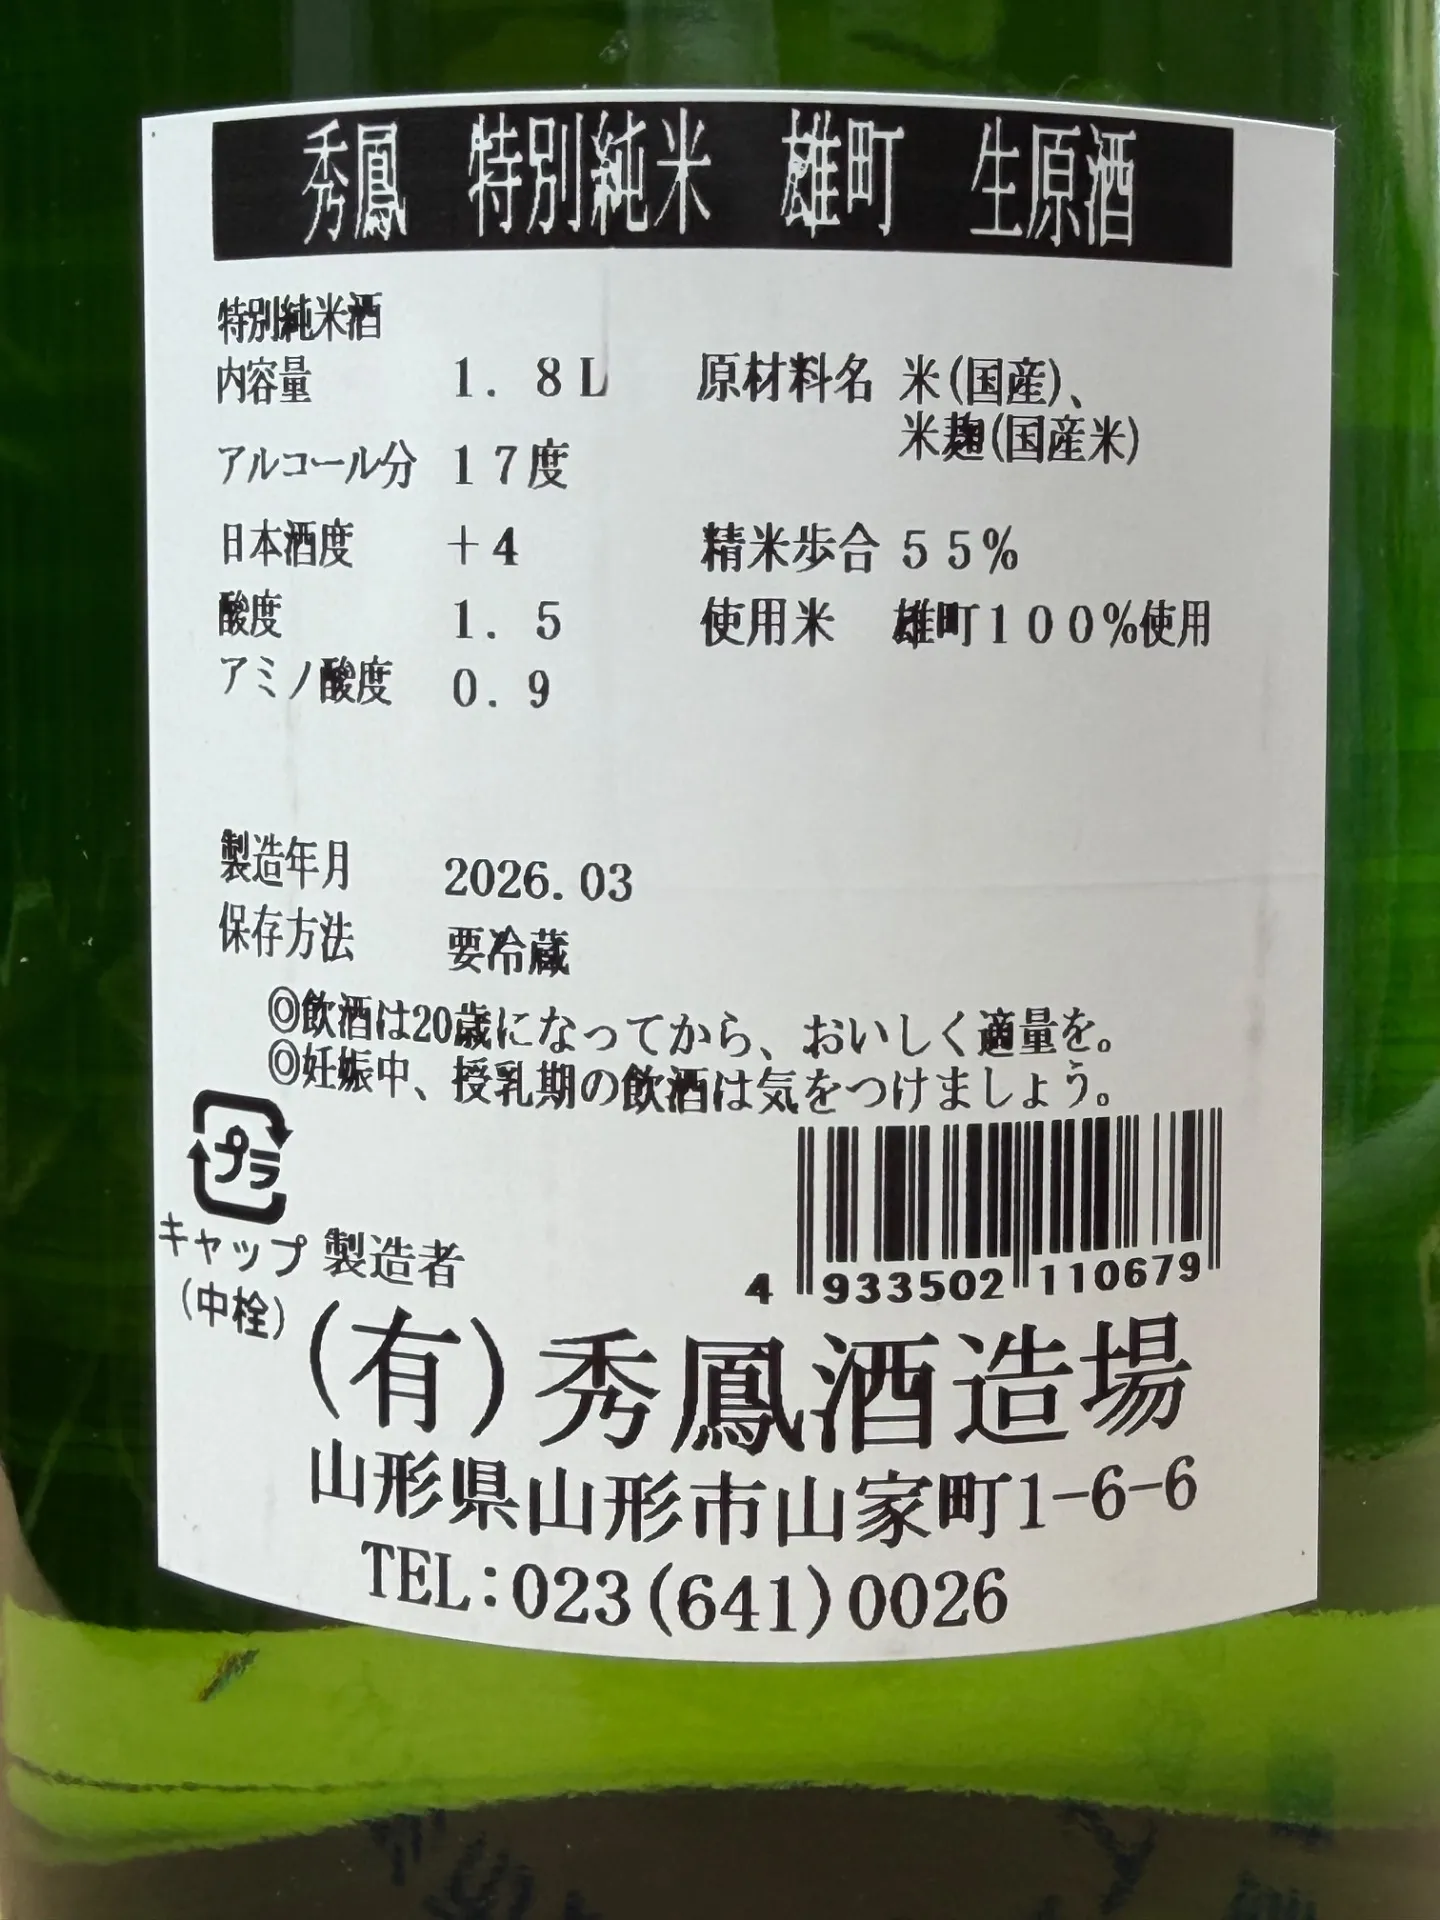 秀鳳　特別純米　雄町　生原酒
特別純米酒
内容量　１．８Ｌ　原材料名 米(国産)、
米麹(国産米)
アルコール分　１７度
日本酒度　＋４　精米歩合 ５５％
酸度　１．５　使用米　雄町１００％使用
アミノ酸度　０．９
製造年月　2026.03
保存方法　要冷蔵
◎飲酒は20歳になってから、おいしく適量を。
◎妊娠中、授乳期の飲酒は気をつけましょう。
プラ
キャップ
(中栓)
4 933502 110679
製造者
(有)秀鳳酒造場
山形県山形市山家町1-6-6
TEL:023(641)0026